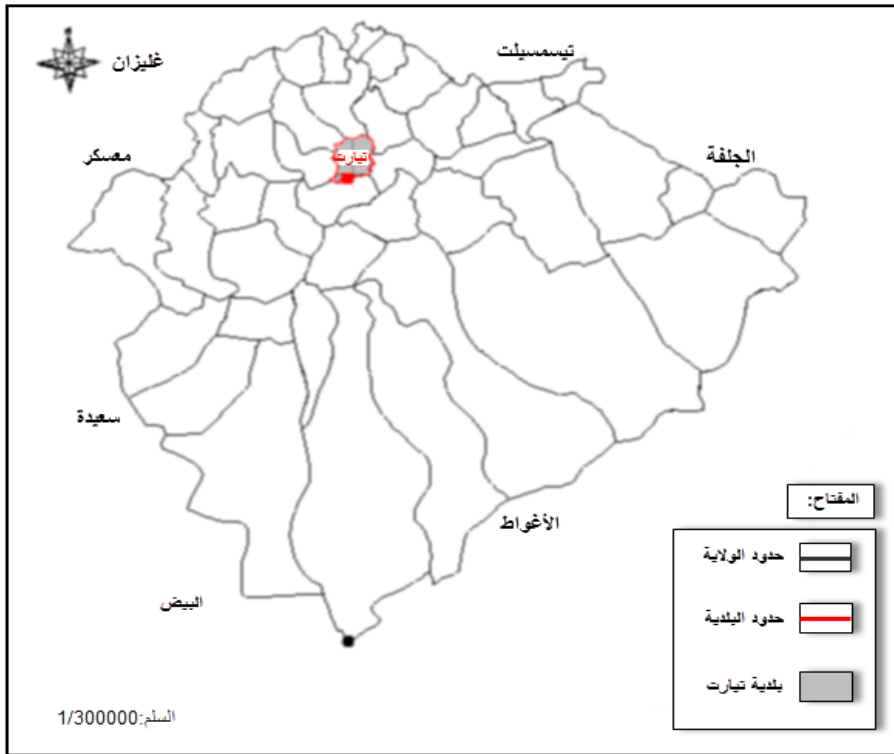 تيسمسيلت
غليزان
معسكر
تيارت
الجلفة
سعيدة
الأغواط
البيض
المفتاح:
حدود الولاية
حدود البلدية
بلدية تيارت
السلم:1/300000